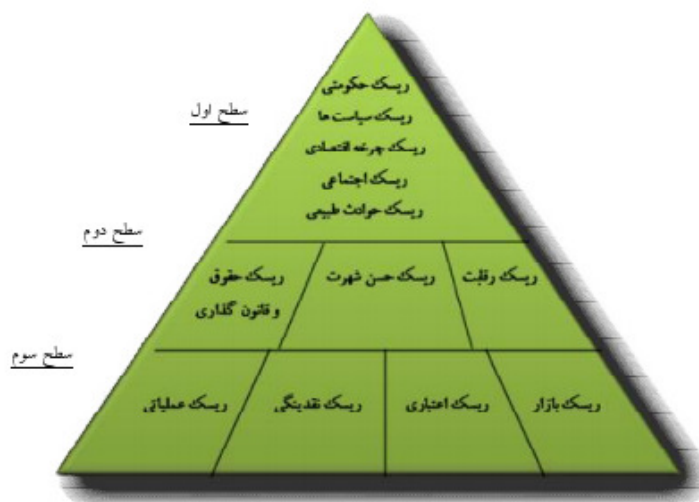 سطح اول
ریسک حکومتی
ریسک سیاست ها
ریسک چرخه اقتصادی
ریسک اجتماعی
ریسک حوادث طبیعی
سطح دوم
ریسک رقابت
ریسک حسن شهرت
ریسک حقوق
و قانون گذاری
سطح سوم
ریسک بازار
ریسک اعتباری
ریسک نقدینگی
ریسک عملیاتی